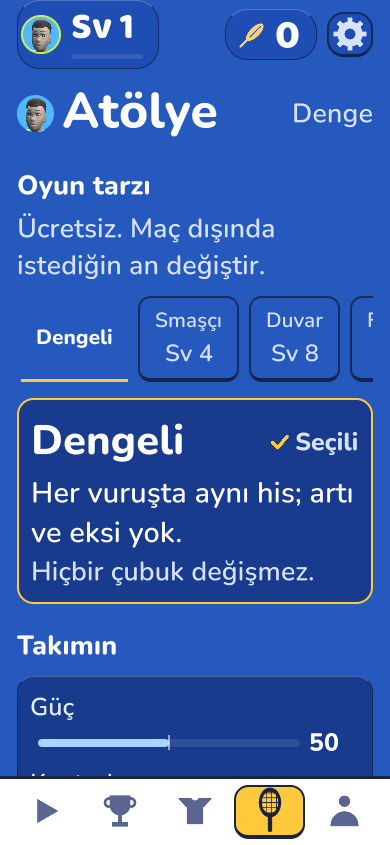 Sv 1
0
Atölye
Denge
Oyun tarzı
Ücretsiz. Maç dışında
istediğin an değiştir.
Dengeli
Smaşçı
Sv 4
Duvar
Sv 8
Dengeli
Seçili
Her vuruşta aynı his; artı
ve eksi yok.
Hiçbir çubuk değişmez.
Takımın
Güç
50